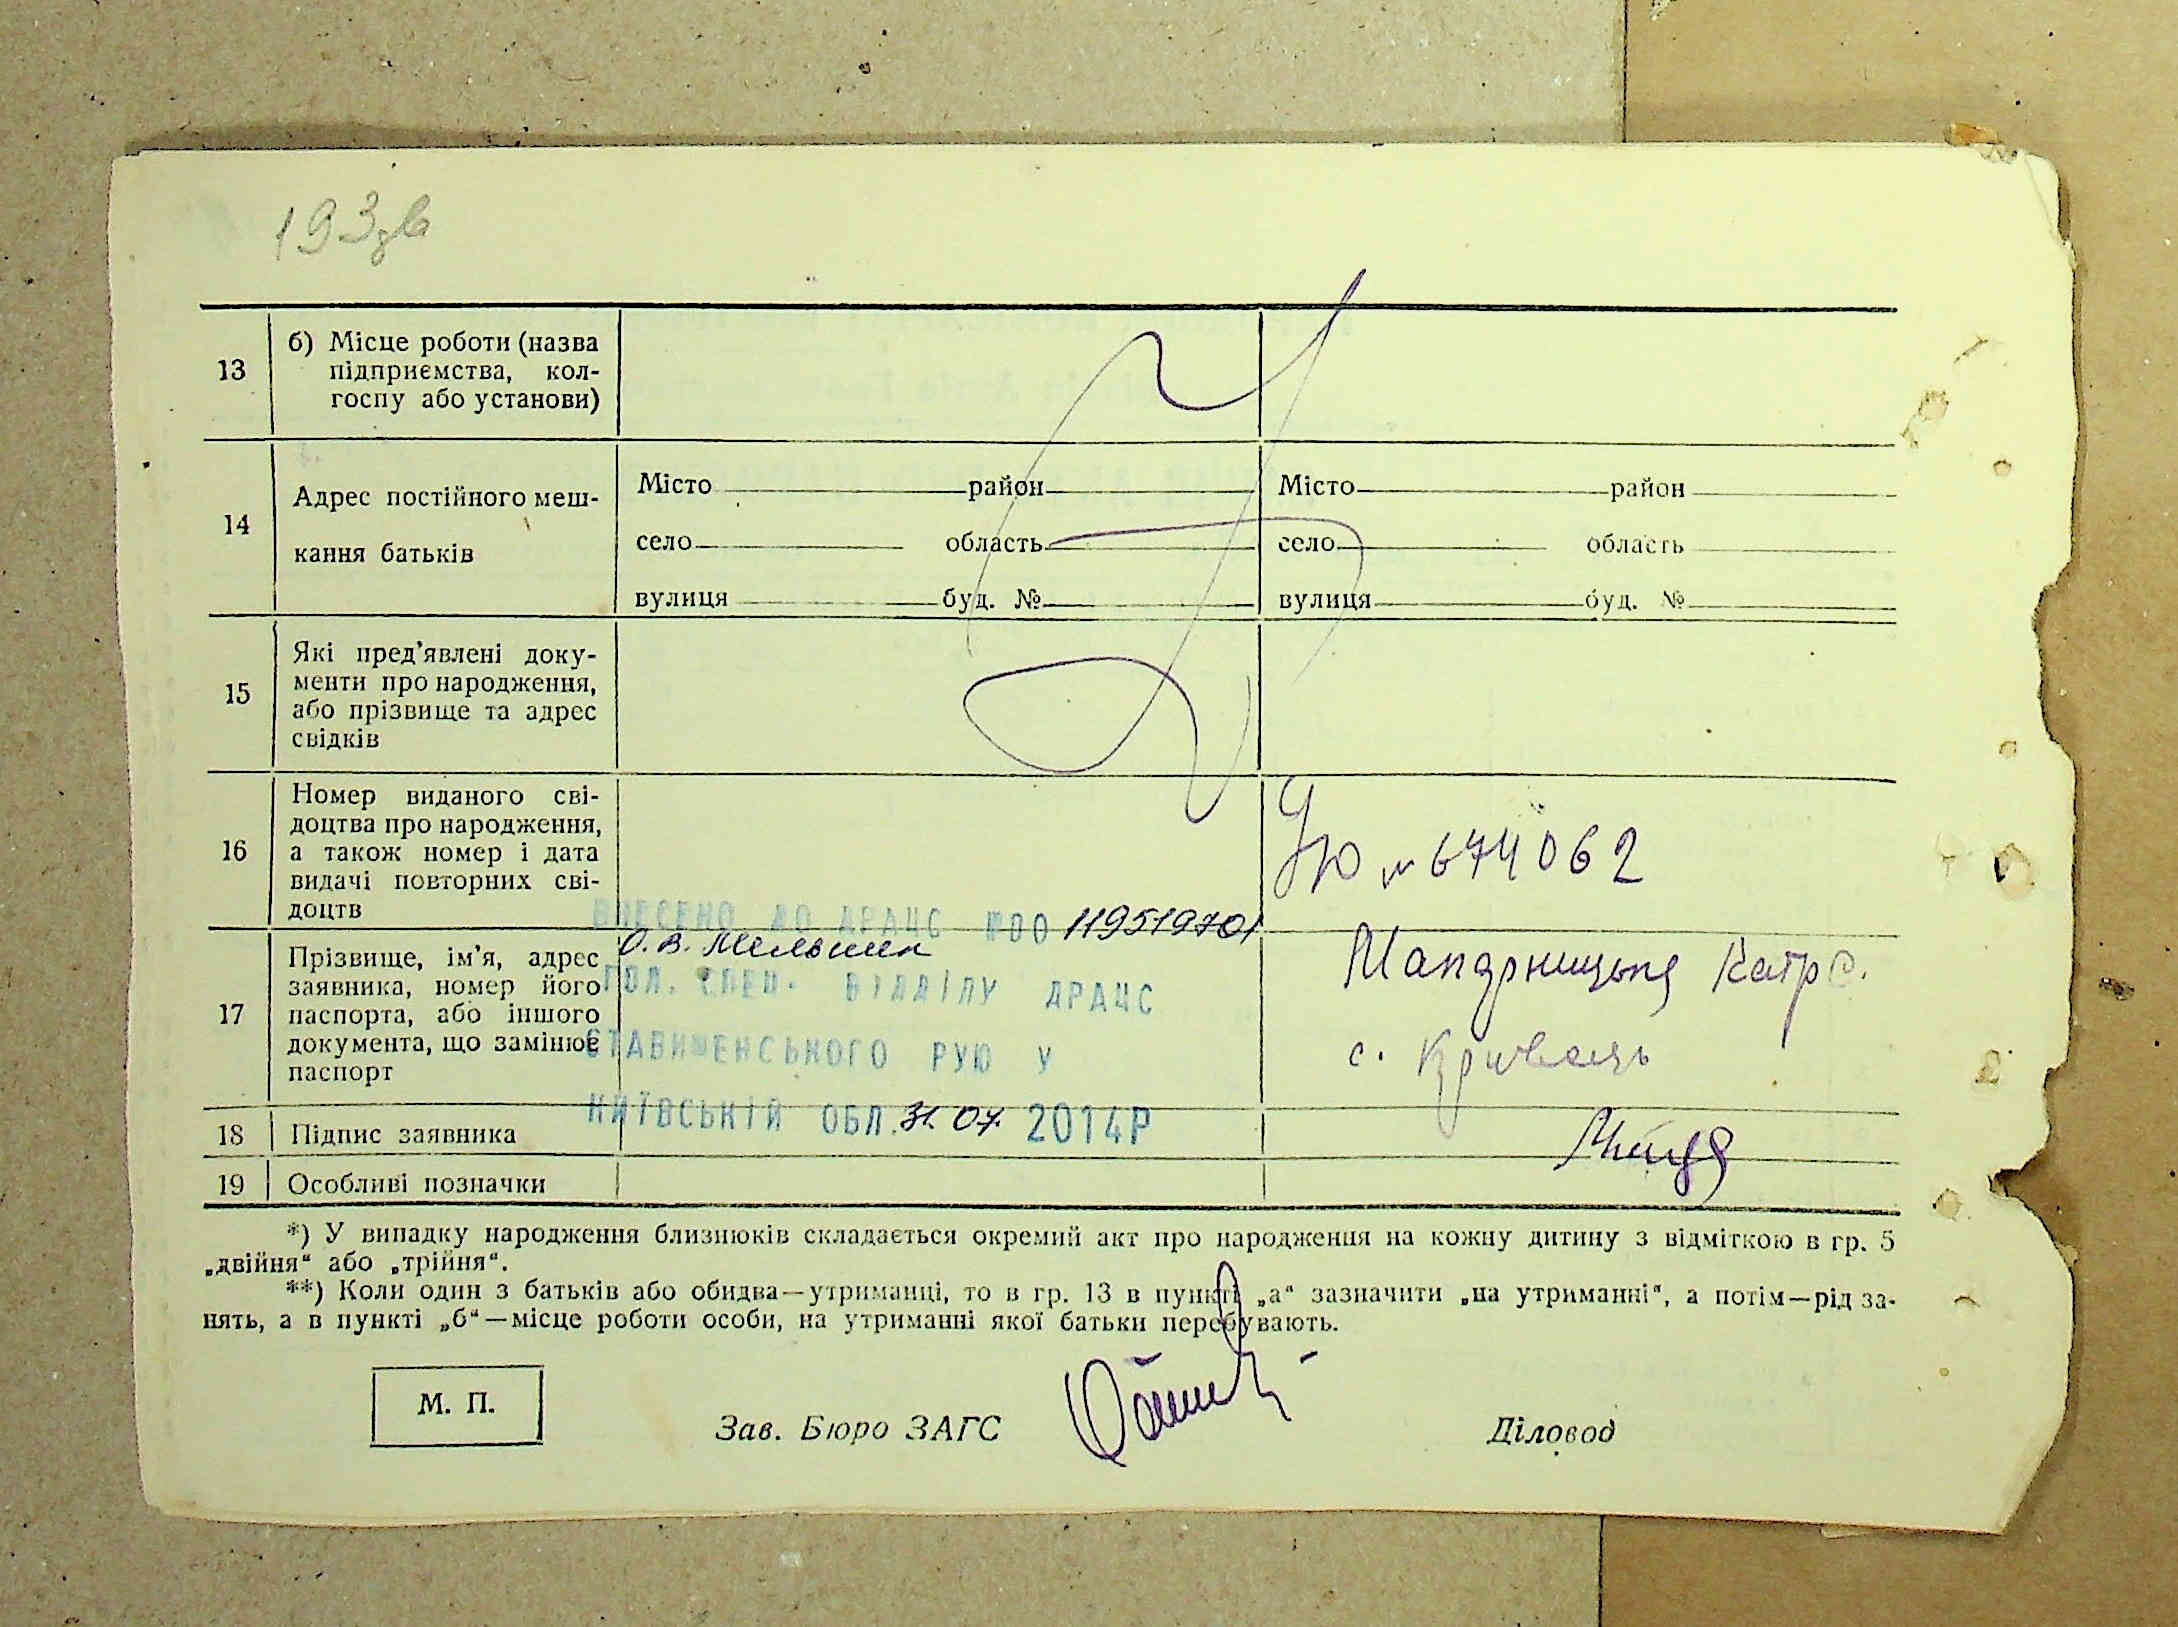 193зв
13
б) Місце роботи (назва
підприємства, кол-
госпу або установи)
14
Адрес постійного меш-
кання батьків
Місто район
село область
вулиця буд. №
Місто район
село область
вулиця буд. №
15
Які пред’явлені доку-
менти про народження,
або прізвище та адрес
свідків
16
Номер виданого сві-
доцтва про народження,
а також номер і дата
видачі повторних сві-
доцтв
№ 674062
ВНЕСЕНО ДО ДРАЦС №00 119519701
17
Прізвище, ім’я, адрес
заявника, номер його
паспорта, або іншого
документа, що замінює
паспорт
О. В. Мельник
ГОЛ. СПЕЦ. ВІДДІЛУ ДРАЦС
СТАВИЩЕНСЬКОГО РУЮ У
КИЇВСЬКІЙ ОБЛ. 31.07. 2014Р
с. Кривець
18
Підпис заявника
19
Особливі позначки
*) У випадку народження близнюків складається окремий акт про народження на кожну дитину з відміткою в гр. 5
„двійня“ або „трійня“.
**) Коли один з батьків або обидва—утриманці, то в гр. 13 в пункті „а“ зазначити „на утриманні“, а потім—рід за-
нять, а в пункті „б“—місце роботи особи, на утриманні якої батьки перебувають.
М. П.
Зав. Бюро ЗАГС
Діловод